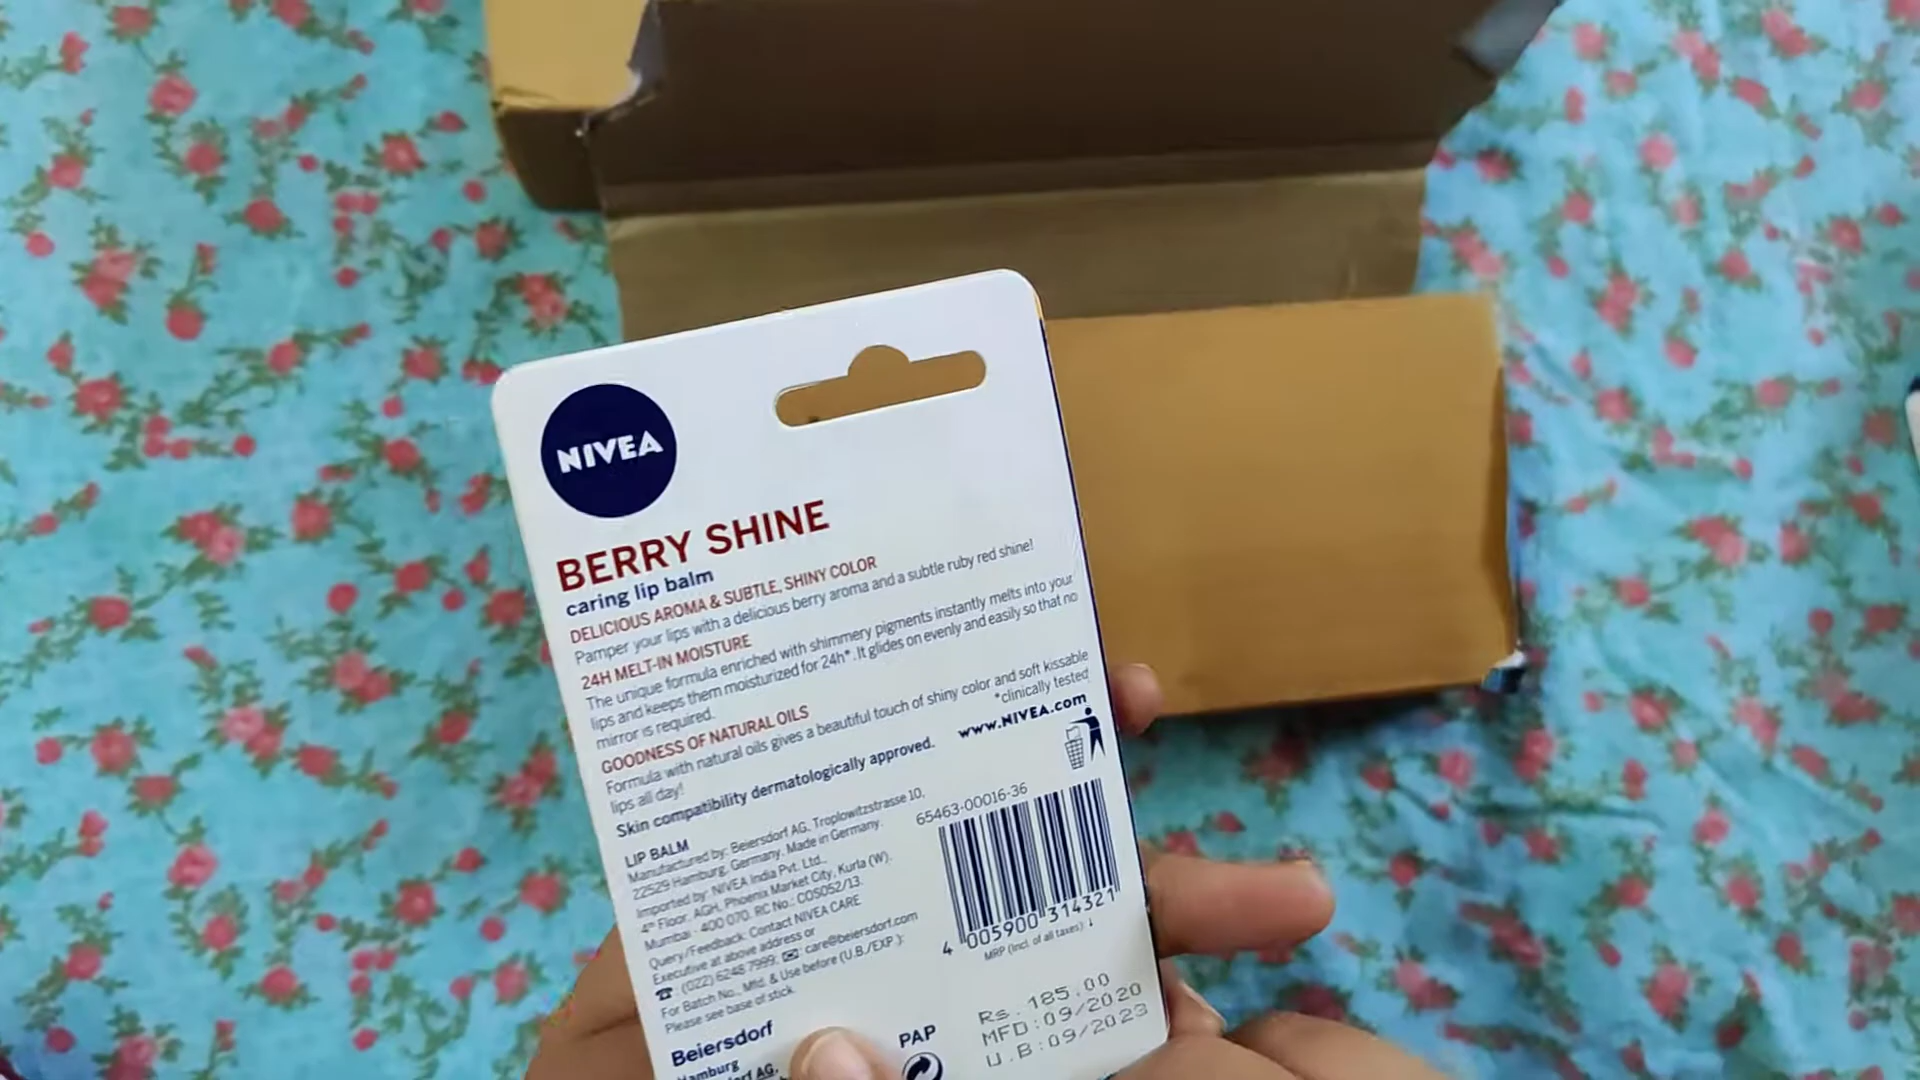 NIVEA
BERRY SHINE
caring lip balm
DELICIOUS AROMA & SUBTLE, SHINY COLOR
Pamper your lips with a delicious berry aroma and a subtle ruby red shine!
24H MELT-IN MOISTURE
The unique formula enriched with shimmery pigments instantly melts into your
lips and keeps them moisturized for 24h*. It glides on evenly and easily so that no
mirror is required.
GOODNESS OF NATURAL OILS
Formula with natural oils gives a beautiful touch of shiny color and soft kissable
lips all day!
*clinically tested
Skin compatibility dermatologically approved.
www.NIVEA.com
LIP BALM
Manufactured by: Beiersdorf AG, Troplowitzstrasse 10,
22529 Hamburg, Germany. Made in Germany.
Imported by: NIVEA India Pvt. Ltd.,
4th Floor, AGH, Phoenix Market City, Kurla (W).
Mumbai - 400 070. RC No.: COS052/13.
Query/Feedback: Contact NIVEA CARE
Executive at above address or
: (022) 6248 7999; : care@beiersdorf.com
For Batch No., Mfd. & Use before (U.B./EXP.):
Please see base of stick.
65463-00016-36
4 005900 314321
MRP (Incl. of all taxes): ↓
Rs. 185.00
MFD:09/2020
U.B:09/2023
Beiersdorf
Hamburg
AG.
PAP